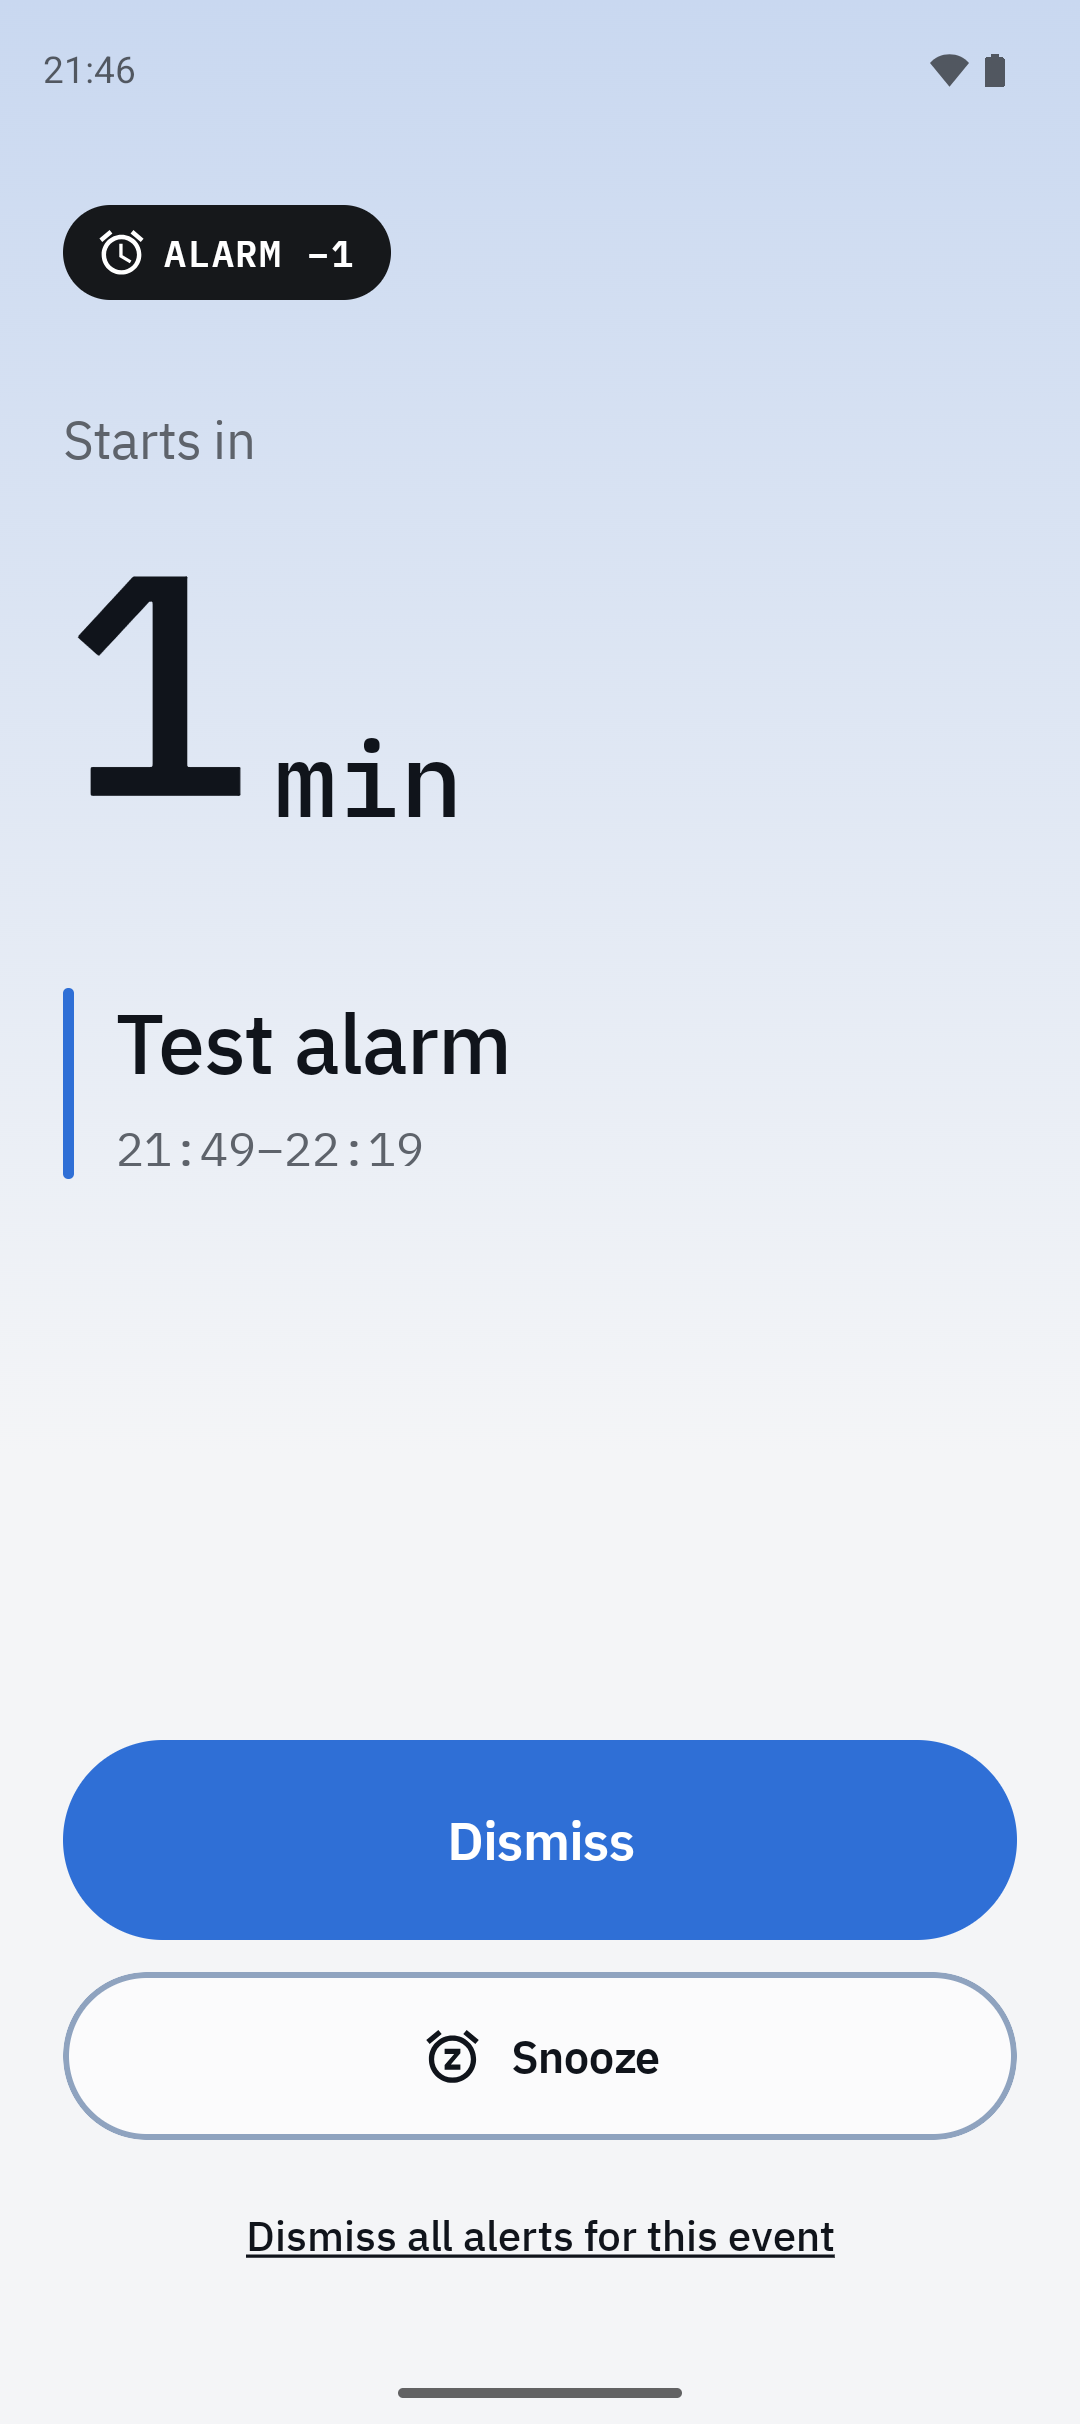 21:46
ALARM −1
Starts in
1 min
Test alarm
21:49–22:19
Dismiss
Snooze
Dismiss all alerts for this event